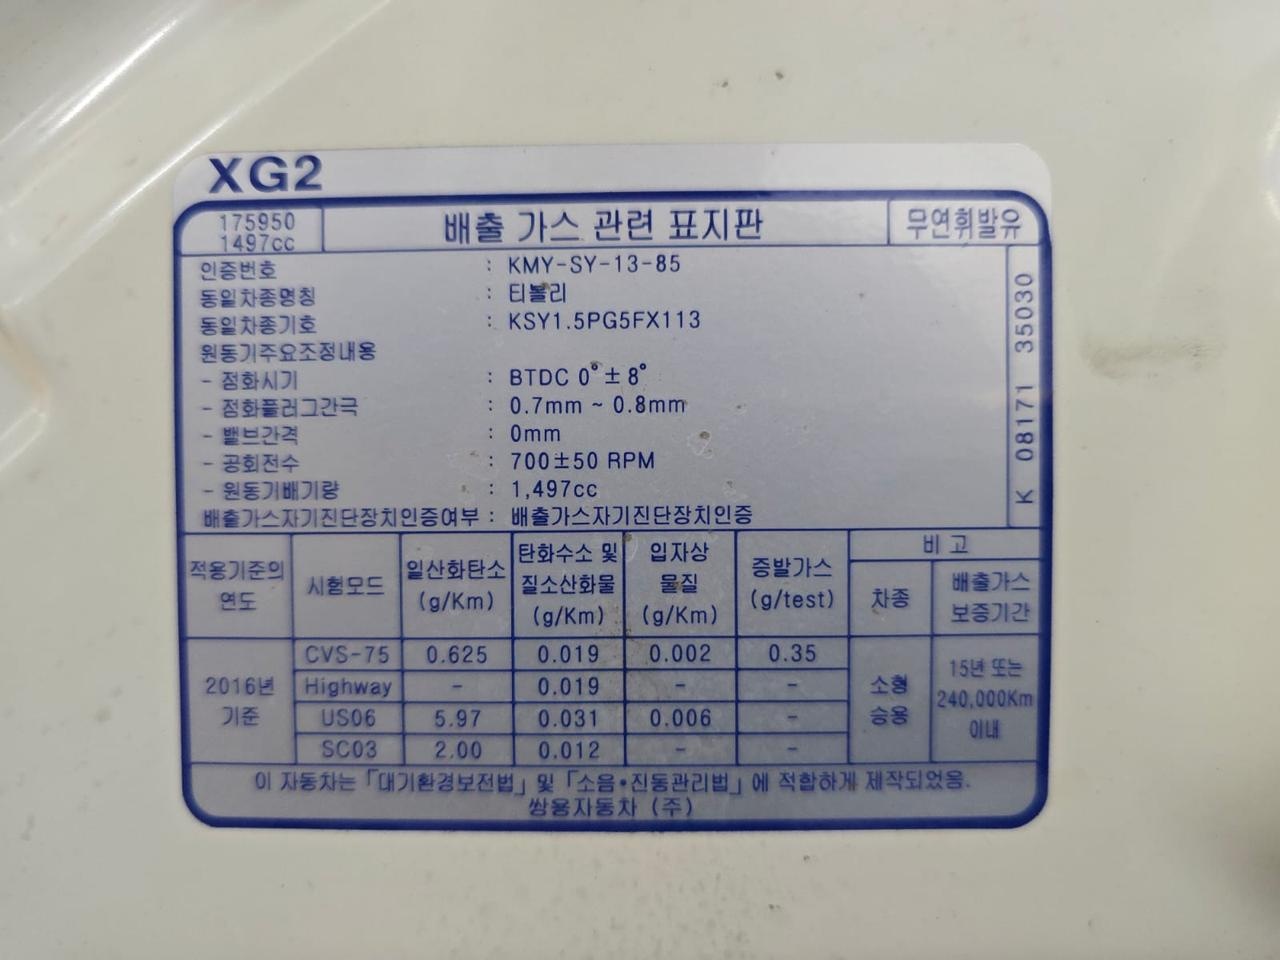 XG2
175950
1497cc
배출 가스 관련 표지판
무연휘발유
인증번호 : KMY-SY-13-85
동일차종명칭 : 티볼리
동일차종기호 : KSY1.5PG5FX113
원동기주요조정내용
- 점화시기 : BTDC 0°±8°
- 점화플러그간극 : 0.7mm ~ 0.8mm
- 밸브간격 : 0mm
- 공회전수 : 700±50 RPM
- 원동기배기량 : 1,497cc
배출가스자기진단장치인증여부 : 배출가스자기진단장치인증
K 08171 35030
적용기준의 연도 시험모드 일산화탄소 (g/Km) 탄화수소 및 질소산화물 (g/Km) 입자상 물질 (g/Km) 증발가스 (g/test) 비 고
차종 배출가스 보증기간
2016년 기준
CVS-75 0.625 0.019 0.002 0.35
Highway - 0.019 - -
US06 5.97 0.031 0.006 -
SC03 2.00 0.012 - -
소형 승용
15년 또는
240,000Km
이내
이 자동차는「대기환경보전법」및「소음•진동관리법」에 적합하게 제작되었음.
쌍용자동차 (주)